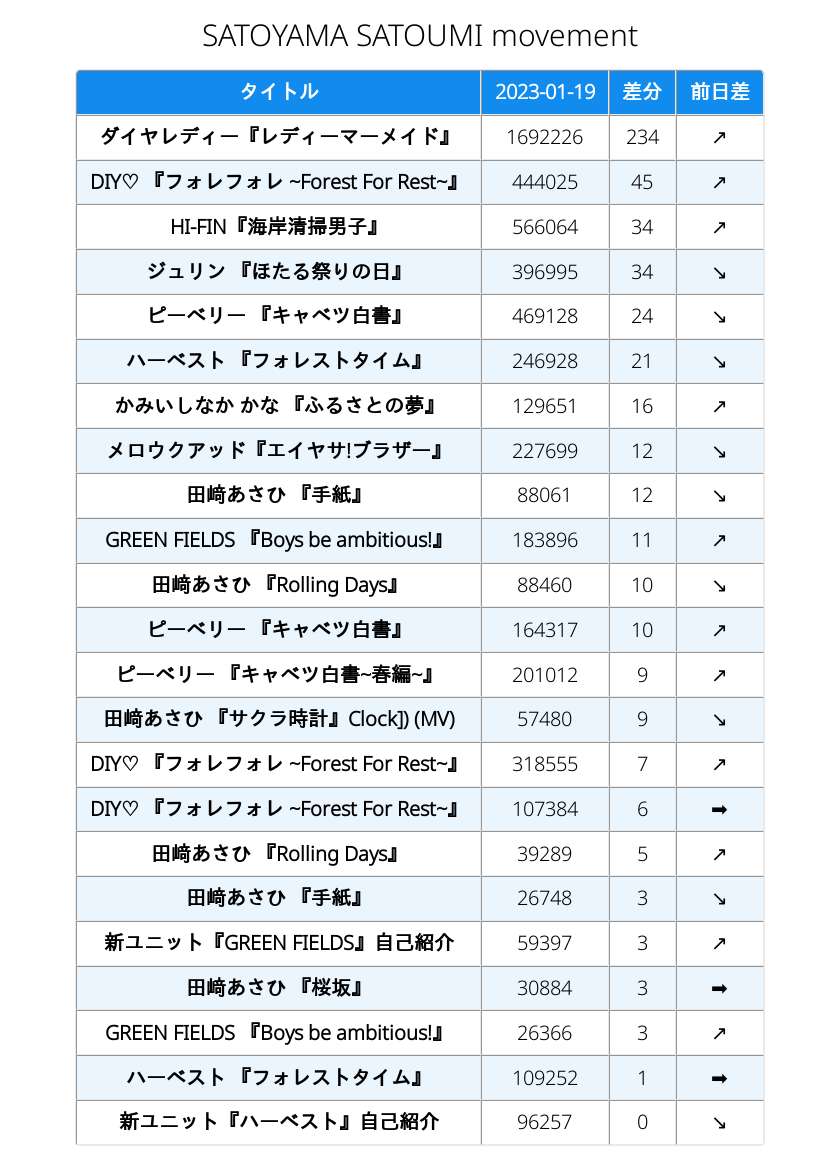 SATOYAMA SATOUMI movement
タイトル 2023-01-19 差分 前日差
ダイヤレディー『レディーマーメイド』 1692226 234 ↗
DIY♡ 『フォレフォレ ~Forest For Rest~』 444025 45 ↗
HI-FIN『海岸清掃男子』 566064 34 ↗
ジュリン 『ほたる祭りの日』 396995 34 ↘
ピーベリー 『キャベツ白書』 469128 24 ↘
ハーベスト 『フォレストタイム』 246928 21 ↘
かみいしなか かな 『ふるさとの夢』 129651 16 ↗
メロウクアッド『エイヤサ!ブラザー』 227699 12 ↘
田﨑あさひ 『手紙』 88061 12 ↘
GREEN FIELDS 『Boys be ambitious!』 183896 11 ↗
田﨑あさひ 『Rolling Days』 88460 10 ↘
ピーベリー 『キャベツ白書』 164317 10 ↗
ピーベリー 『キャベツ白書~春編~』 201012 9 ↗
田﨑あさひ 『サクラ時計』Clock]) (MV) 57480 9 ↘
DIY♡ 『フォレフォレ ~Forest For Rest~』 318555 7 ↗
DIY♡ 『フォレフォレ ~Forest For Rest~』 107384 6 ➡
田﨑あさひ 『Rolling Days』 39289 5 ↗
田﨑あさひ 『手紙』 26748 3 ↘
新ユニット『GREEN FIELDS』自己紹介 59397 3 ↗
田﨑あさひ 『桜坂』 30884 3 ➡
GREEN FIELDS 『Boys be ambitious!』 26366 3 ↗
ハーベスト 『フォレストタイム』 109252 1 ➡
新ユニット『ハーベスト』自己紹介 96257 0 ↘